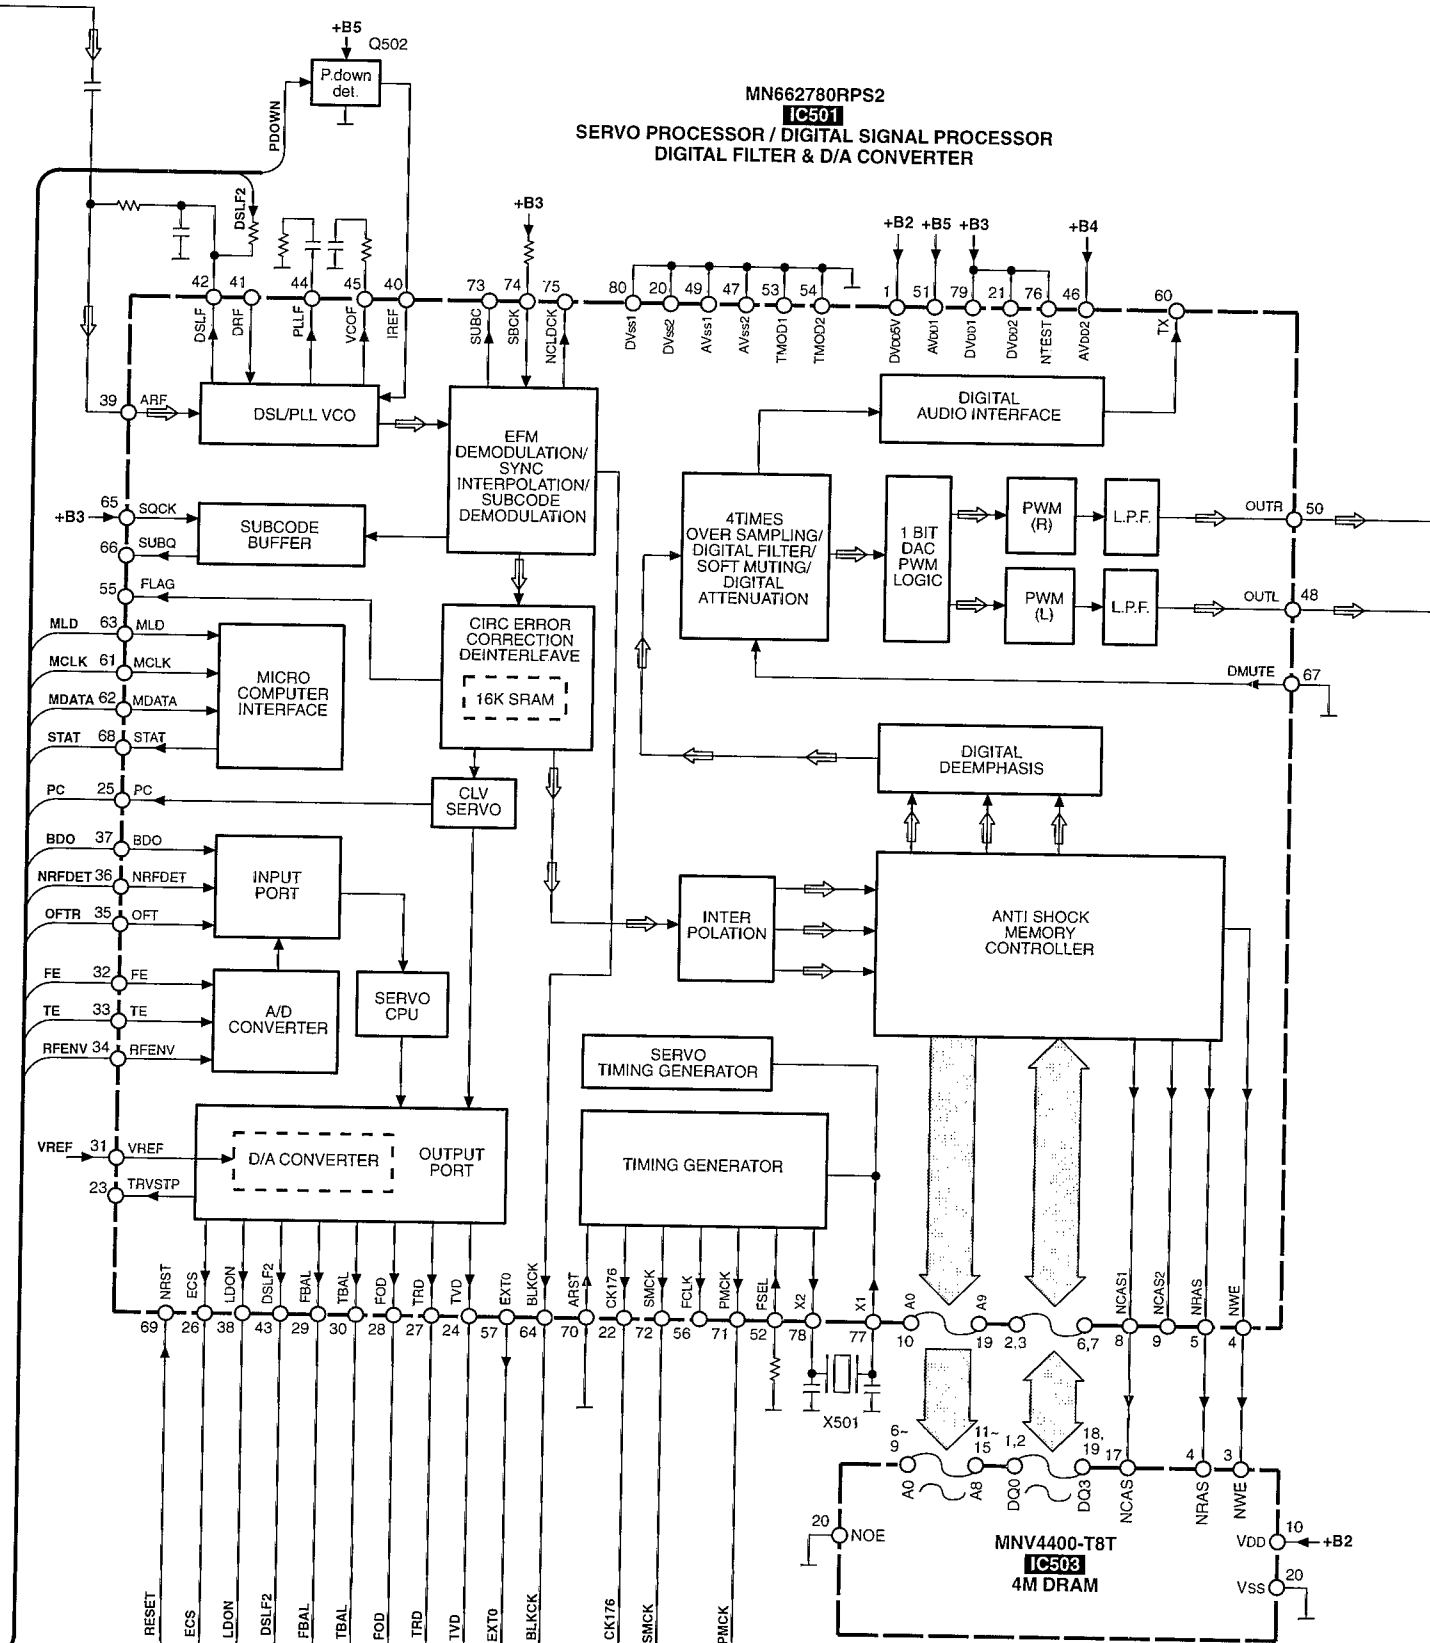 +B5
Q502
P.down
det.
PDOWN
MN662780RPS2
IC501
SERVO PROCESSOR / DIGITAL SIGNAL PROCESSOR
DIGITAL FILTER & D/A CONVERTER
DSLF2
+B3
+B2 +B5 +B3
+B4
42 41 44 45 40 73 74 75 80 20 49 47 53 54 1 51 79 21 76 46 60
DSLF DRF PLLF VCOF IREF SUBC SBCK NCLDCK DVss1 DVss2 AVss1 AVss2 TMOD1 TMOD2 DVDD5V AVDD1 DVDD1 DVDD2 NTEST AVDD2 TX
39 ARF
DSL/PLL VCO
DIGITAL
AUDIO INTERFACE
EFM
DEMODULATION/
SYNC
INTERPOLATION/
SUBCODE
DEMODULATION
+B3 65 SQCK
66 SUBQ
SUBCODE
BUFFER
4TIMES
OVER SAMPLING/
DIGITAL FILTER/
SOFT MUTING/
DIGITAL
ATTENUATION
1 BIT
DAC
PWM
LOGIC
PWM
(R)
L.P.F.
OUTR 50
PWM
(L)
L.P.F.
OUTL 48
55 FLAG
CIRC ERROR
CORRECTION
DEINTERLEAVE
16K SRAM
MLD 63 MLD
MCLK 61 MCLK
MDATA 62 MDATA
STAT 68 STAT
MICRO
COMPUTER
INTERFACE
DMUTE 67
DIGITAL
DEEMPHASIS
PC 25 PC
CLV
SERVO
BDO 37 BDO
NRFDET 36 NRFDET
OFTR 35 OFT
INPUT
PORT
INTER
POLATION
ANTI SHOCK
MEMORY
CONTROLLER
FE 32 FE
TE 33 TE
RFENV 34 RFENV
A/D
CONVERTER
SERVO
CPU
SERVO
TIMING GENERATOR
VREF 31 VREF
23 TRVSTP
D/A CONVERTER
OUTPUT
PORT
TIMING GENERATOR
NRST ECS LDON DSLF2 FBAL TBAL FOD TRD TVD EXT0 BLKCK ARST CK176 SMCK FCLK PMCK FSEL X2 X1 A0 A9 NCAS1 NCAS2 NRAS NWE
69 26 38 43 29 30 28 27 24 57 64 70 22 72 56 71 52 78 77 10 19 2,3 6,7 8 9 5 4
X501
6~
9
11~
15
1,2
18,
19
17 4 3
A0 A8 DQ0 DQ3 NCAS NRAS NWE
20 NOE
MNV4400-T8T
IC503
4M DRAM
VDD 10 +B2
VSS 20
RESET ECS LDON DSLF2 FBAL TBAL FOD TRD TVD EXT0 BLKCK CK176 SMCK PMCK